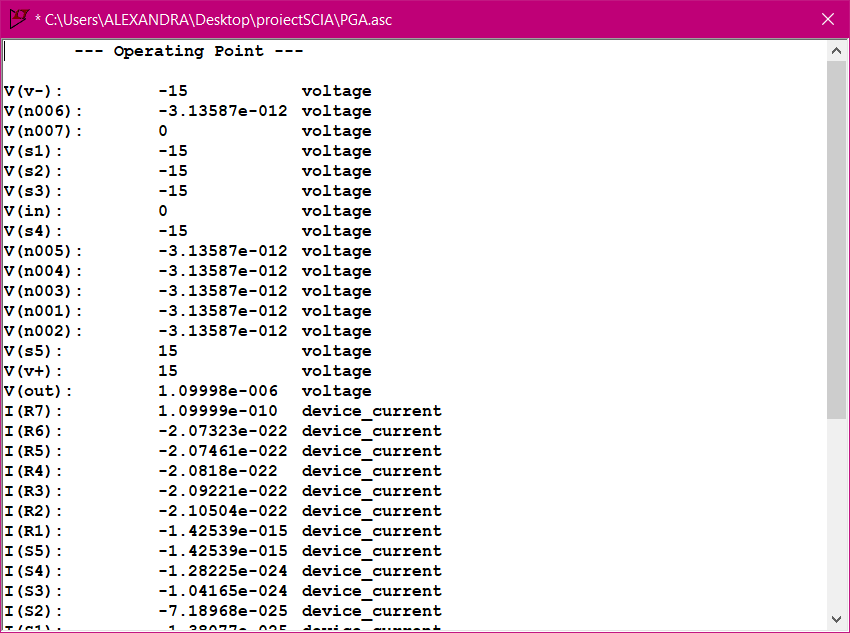 * C:\Users\ALEXANDRA\Desktop\proiectSCIA\PGA.asc
--- Operating Point ---
V(v-): -15 voltage
V(n006): -3.13587e-012 voltage
V(n007): 0 voltage
V(s1): -15 voltage
V(s2): -15 voltage
V(s3): -15 voltage
V(in): 0 voltage
V(s4): -15 voltage
V(n005): -3.13587e-012 voltage
V(n004): -3.13587e-012 voltage
V(n003): -3.13587e-012 voltage
V(n001): -3.13587e-012 voltage
V(n002): -3.13587e-012 voltage
V(s5): 15 voltage
V(v+): 15 voltage
V(out): 1.09998e-006 voltage
I(R7): 1.09999e-010 device_current
I(R6): -2.07323e-022 device_current
I(R5): -2.07461e-022 device_current
I(R4): -2.0818e-022 device_current
I(R3): -2.09221e-022 device_current
I(R2): -2.10504e-022 device_current
I(R1): -1.42539e-015 device_current
I(S5): -1.42539e-015 device_current
I(S4): -1.28225e-024 device_current
I(S3): -1.04165e-024 device_current
I(S2): -7.18968e-025 device_current
I(S1): device_current